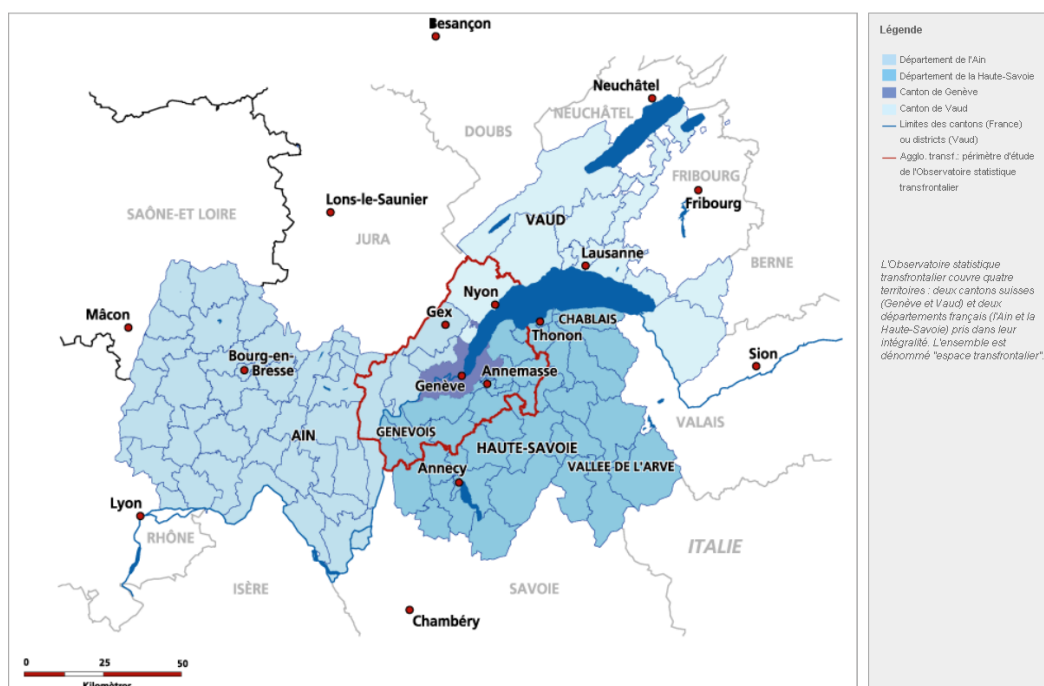 Besançon
Neuchâtel
NEUCHÂTEL
DOUBS
FRIBOURG
Fribourg
Lons-le-Saunier
SAÔNE-ET LOIRE
VAUD
JURA
Lausanne
BERNE
Nyon
Mâcon
Gex
CHABLAIS
Thonon
Bourg-en-
Bresse
Sion
Annemasse
Genève
VALAIS
AIN
GENEVOIS
HAUTE-SAVOIE
Annecy
VALLEE DE L'ARVE
Lyon
RHÔNE
ITALIE
ISÈRE
SAVOIE
Chambéry
0 25 50
Kilomètres
Légende
Département de l'Ain
Département de la Haute-Savoie
Canton de Genève
Canton de Vaud
Limites des cantons (France)
ou districts (Vaud)
Agglo. transf.: périmètre d'étude
de l'Observatoire statistique
transfrontalier
L'Observatoire statistique
transfrontalier couvre quatre
territoires : deux cantons suisses
(Genève et Vaud) et deux
départements français (l'Ain et la
Haute-Savoie) pris dans leur
intégralité. L'ensemble est
dénommé "espace transfrontalier".